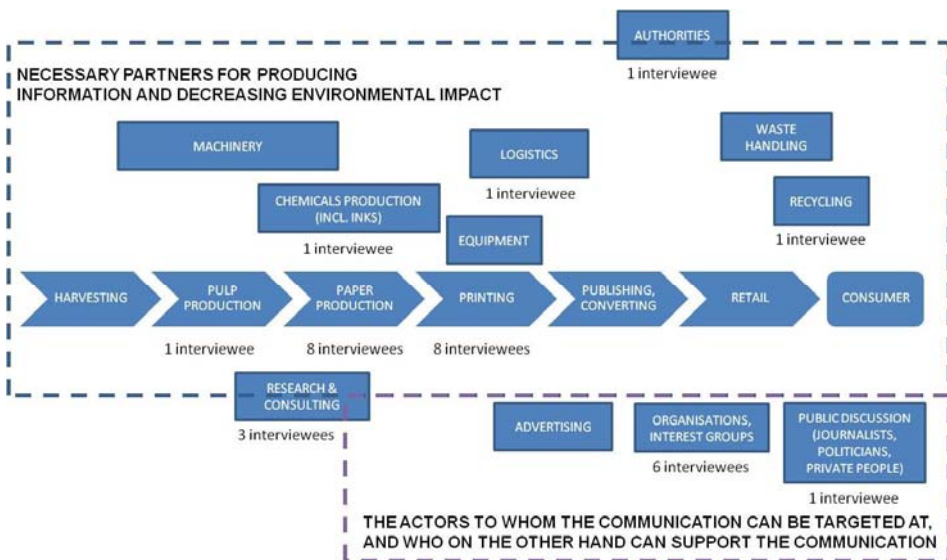 AUTHORITIES
1 interviewee
NECESSARY PARTNERS FOR PRODUCING
INFORMATION AND DECREASING ENVIRONMENTAL IMPACT
MACHINERY
LOGISTICS
1 interviewee
WASTE
HANDLING
CHEMICALS PRODUCTION
(INCL. INKS)
1 interviewee
RECYCLING
1 interviewee
EQUIPMENT
HARVESTING
PULP
PRODUCTION
PAPER
PRODUCTION
PRINTING
PUBLISHING,
CONVERTING
RETAIL
CONSUMER
1 interviewee
8 interviewees
8 interviewees
RESEARCH &
CONSULTING
3 interviewees
ADVERTISING
ORGANISATIONS,
INTEREST GROUPS
6 interviewees
PUBLIC DISCUSSION
(JOURNALISTS,
POLITICIANS,
PRIVATE PEOPLE)
1 interviewee
THE ACTORS TO WHOM THE COMMUNICATION CAN BE TARGETED AT,
AND WHO ON THE OTHER HAND CAN SUPPORT THE COMMUNICATION